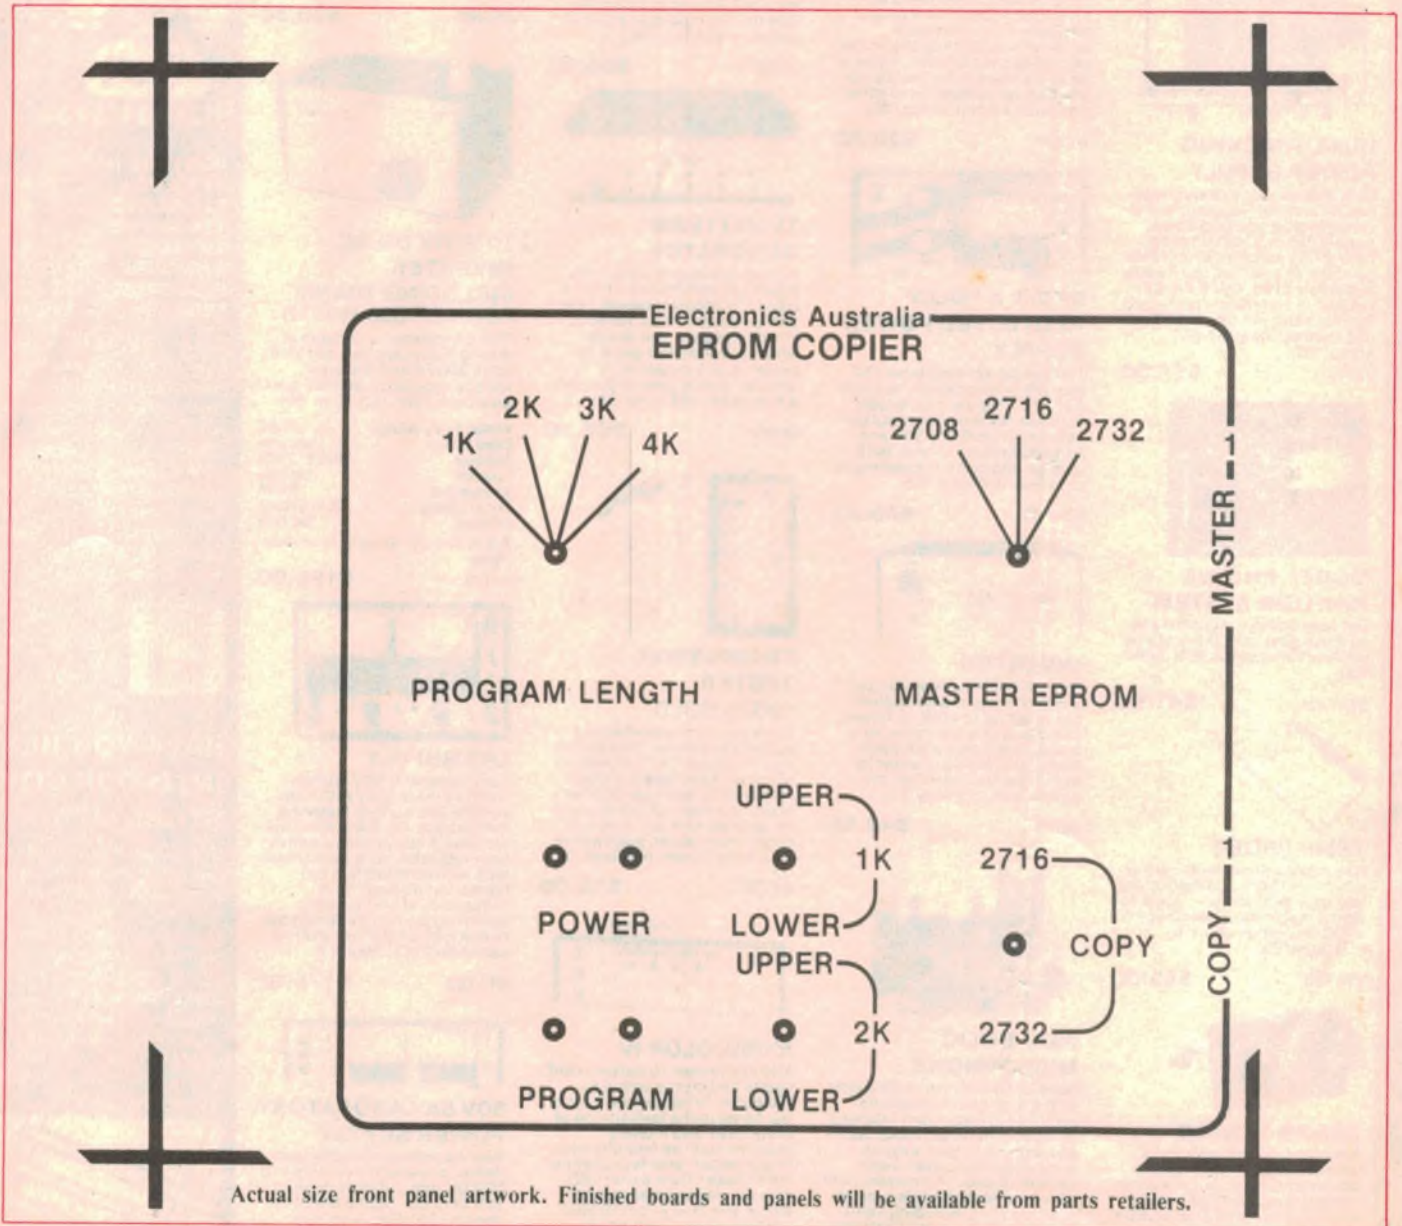 Electronics Australia
EPROM COPIER
1K
2K
3K
4K
2708
2716
2732
1
MASTER
PROGRAM LENGTH
MASTER EPROM
UPPER
1K
LOWER
POWER
2716
COPY
2732
1
COPY
UPPER
2K
LOWER
PROGRAM
Actual size front panel artwork. Finished boards and panels will be available from parts retailers.